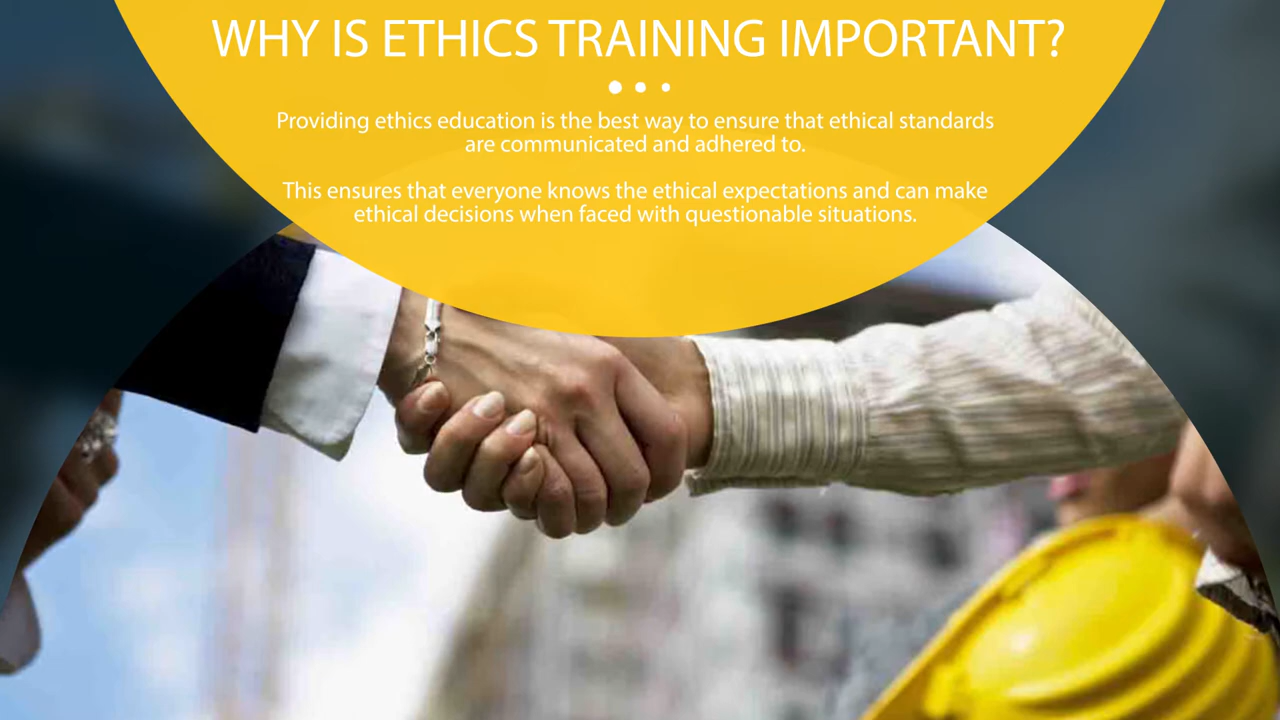 WHY IS ETHICS TRAINING IMPORTANT?
Providing ethics education is the best way to ensure that ethical standards
are communicated and adhered to.
This ensures that everyone knows the ethical expectations and can make
ethical decisions when faced with questionable situations.